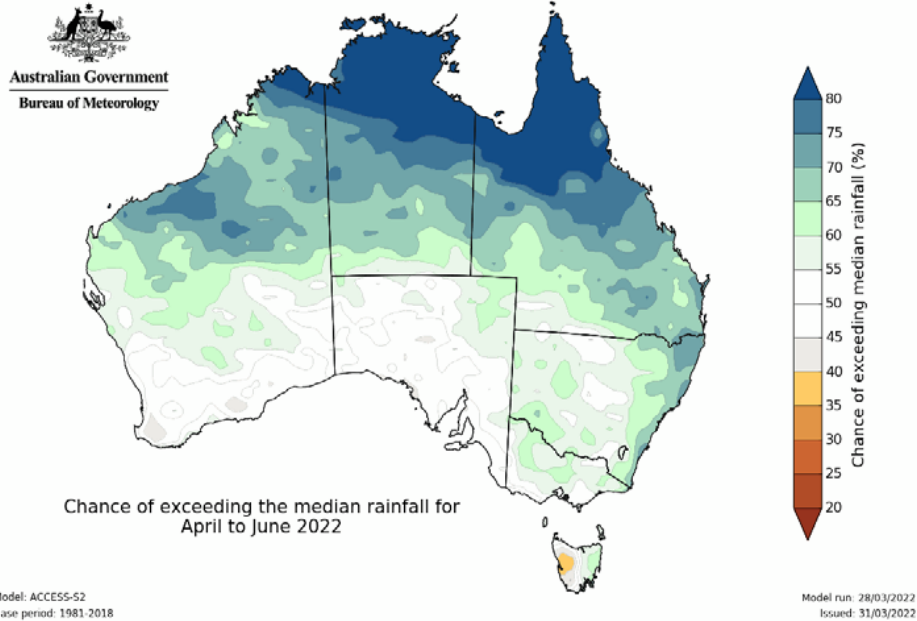 Australian Government
Bureau of Meteorology
80
75
70
65
60
55
50
45
40
35
30
25
20
Chance of exceeding median rainfall (%)
Chance of exceeding the median rainfall for
April to June 2022
Model: ACCESS-S2
ase period: 1981-2018
Model run: 28/03/2022
Issued: 31/03/2022